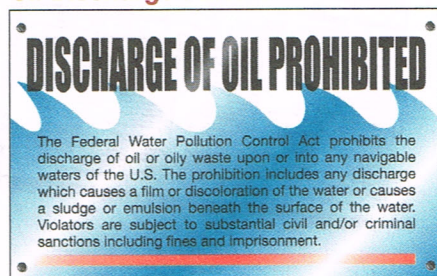 DISCHARGE OF OIL PROHIBITED
The Federal Water Pollution Control Act prohibits the
discharge of oil or oily waste upon or into any navigable
waters of the U.S. The prohibition includes any discharge
which causes a film or discoloration of the water or causes
a sludge or emulsion beneath the surface of the water.
Violators are subject to substantial civil and/or criminal
sanctions including fines and imprisonment.